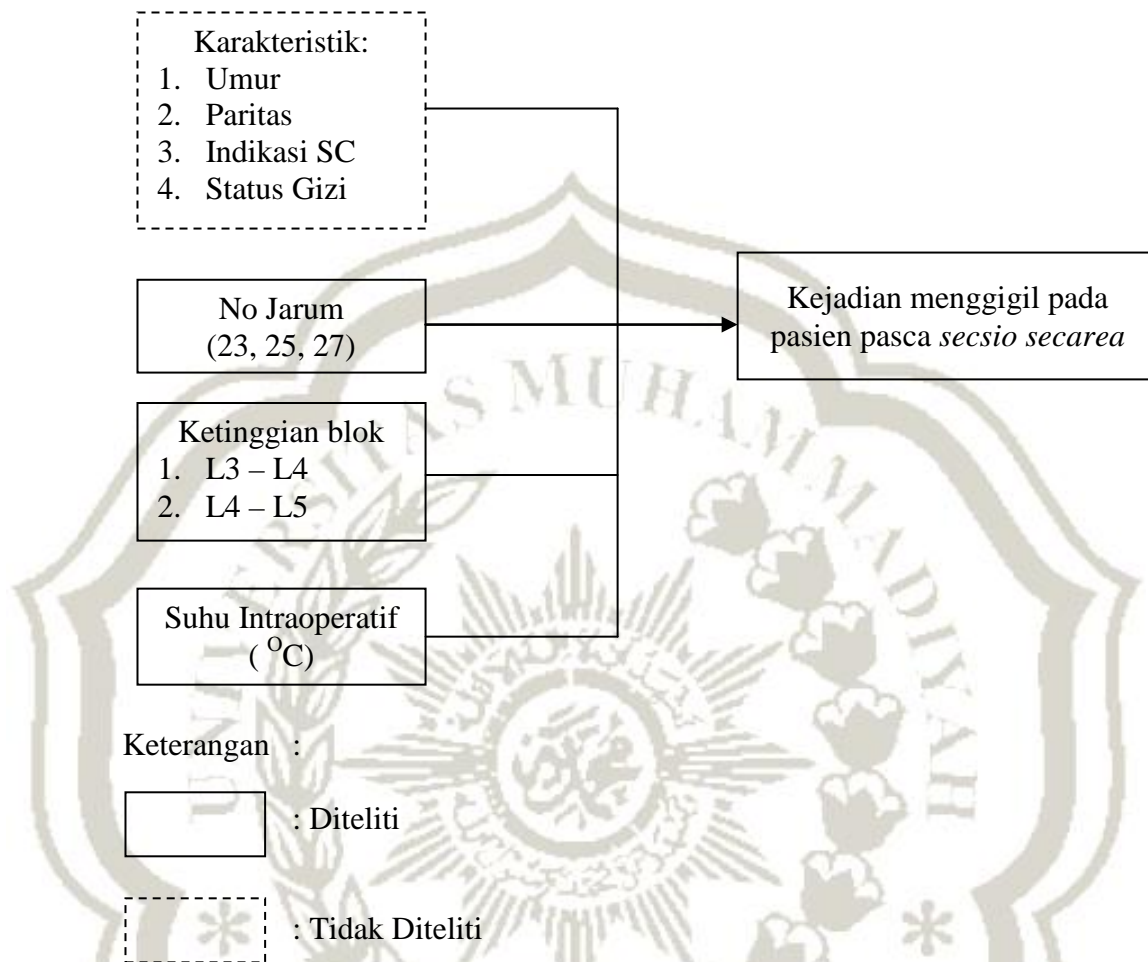 Karakteristik:
1. Umur
2. Paritas
3. Indikasi SC
4. Status Gizi
No Jarum
(23, 25, 27)
Kejadian menggigil pada
pasien pasca secsio secarea
Ketinggian blok
1. L3 – L4
2. L4 – L5
Suhu Intraoperatif
( ᴼC)
Keterangan :
: Diteliti
: Tidak Diteliti
UNIVERSITAS MUHAMMADIYAH